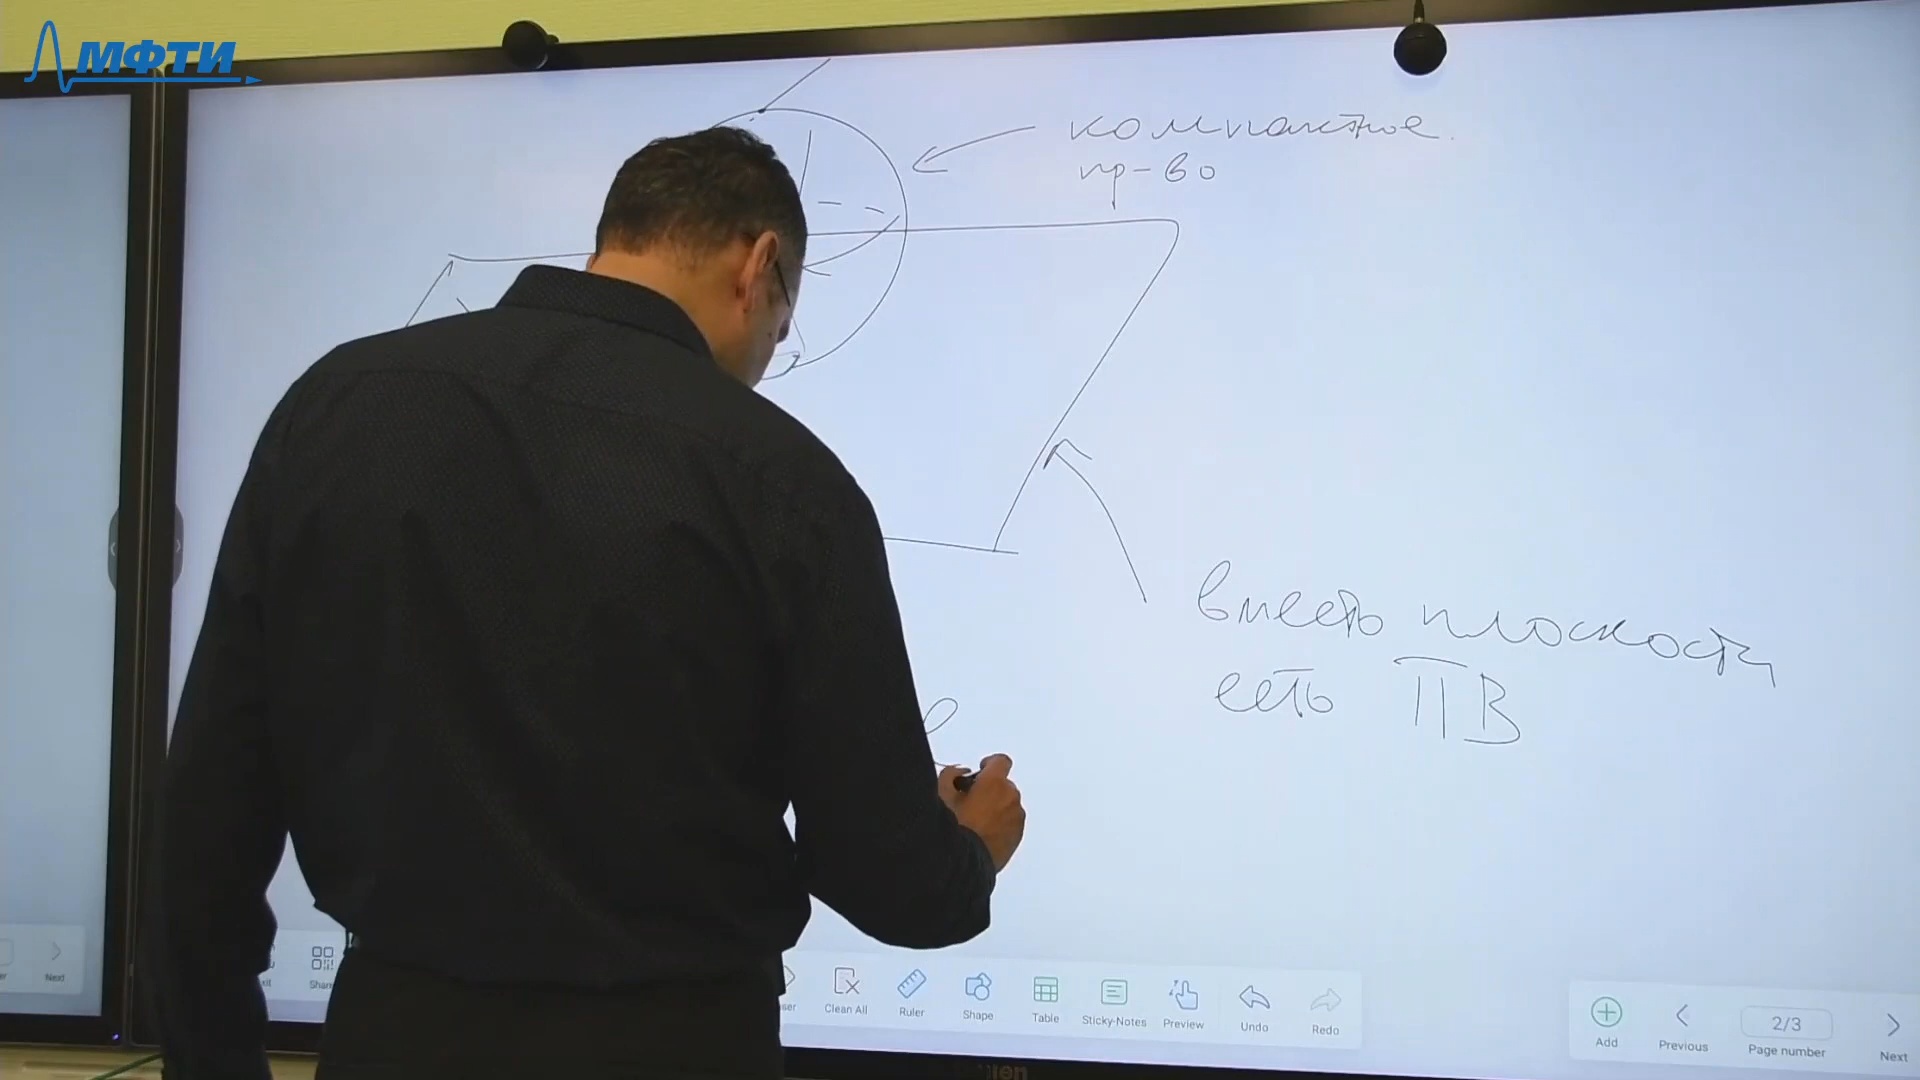 МФТИ
компактное
пр-во
вместо плоскости
есть ПВ
Clean All
Ruler
Shape
Table
Sticky-Notes
Preview
Undo
Redo
Add
Previous
2/3
Page number
Next
Next